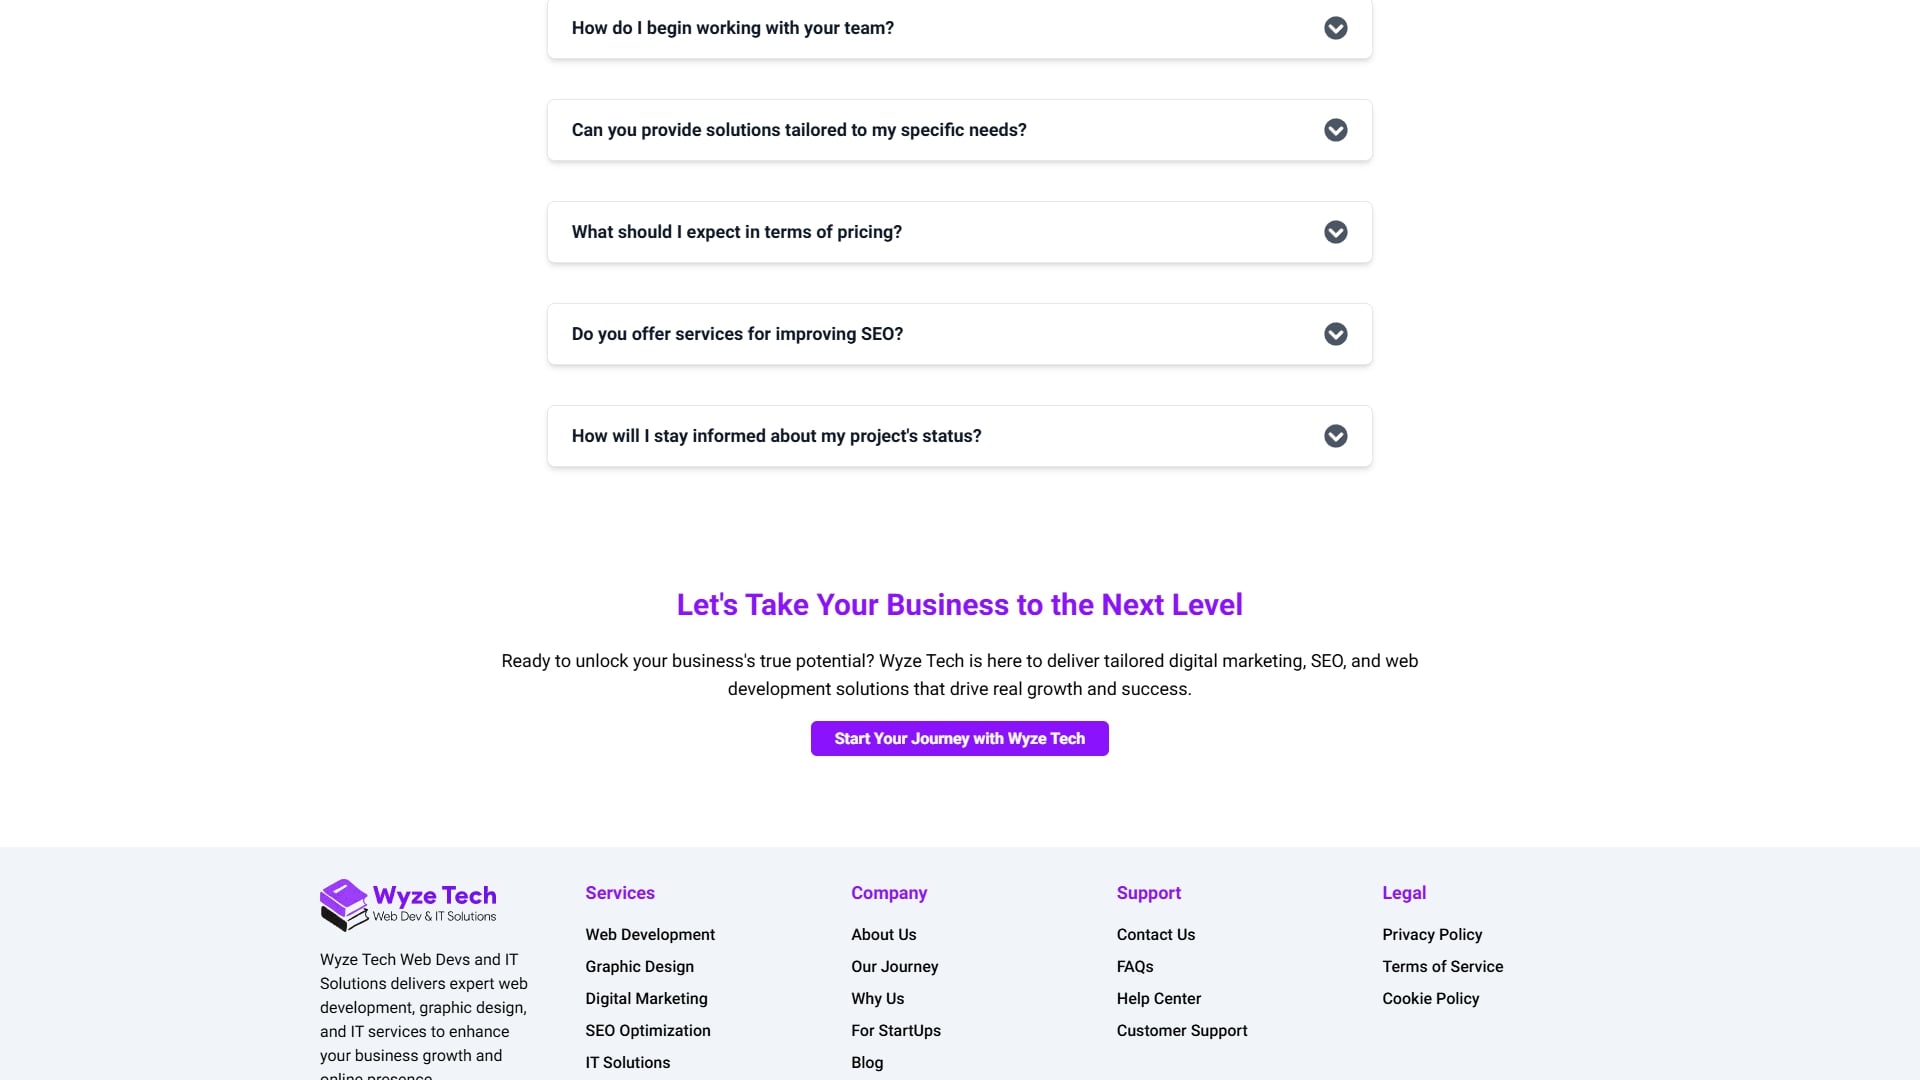 How do I begin working with your team?
Can you provide solutions tailored to my specific needs?
What should I expect in terms of pricing?
Do you offer services for improving SEO?
How will I stay informed about my project's status?
Let's Take Your Business to the Next Level
Ready to unlock your business's true potential? Wyze Tech is here to deliver tailored digital marketing, SEO, and web
development solutions that drive real growth and success.
Start Your Journey with Wyze Tech
Wyze Tech
Web Dev & IT Solutions
Wyze Tech Web Devs and IT
Solutions delivers expert web
development, graphic design,
and IT services to enhance
your business growth and
online presence
Services
Web Development
Graphic Design
Digital Marketing
SEO Optimization
IT Solutions
Company
About Us
Our Journey
Why Us
For StartUps
Blog
Support
Contact Us
FAQs
Help Center
Customer Support
Legal
Privacy Policy
Terms of Service
Cookie Policy